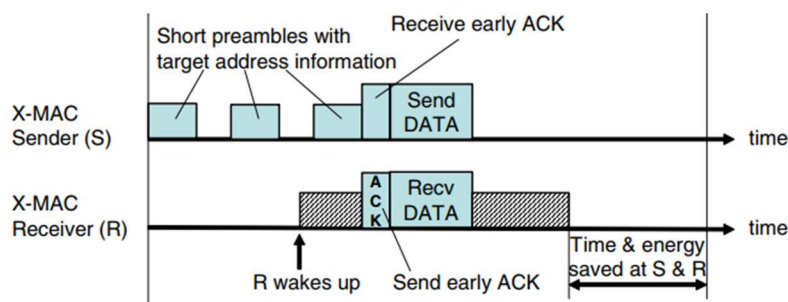 Short preambles with
target address information
Receive early ACK
X-MAC
Sender (S)
Send
DATA
time
X-MAC
Receiver (R)
A
C
K
Recv
DATA
time
R wakes up
Send early ACK
Time & energy
saved at S & R